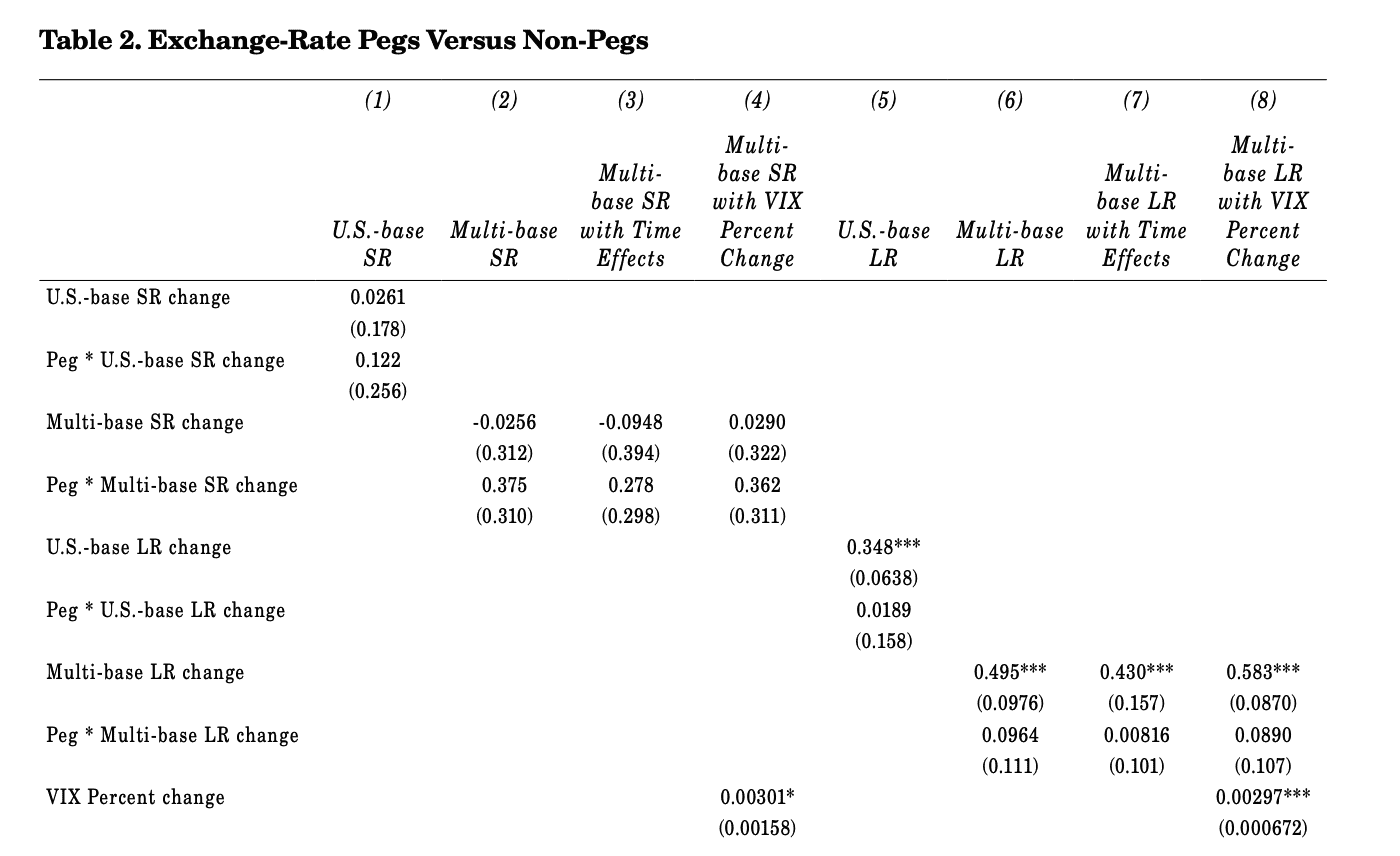 Table 2. Exchange-Rate Pegs Versus Non-Pegs
(1) (2) (3) (4) (5) (6) (7) (8)
Multi- Multi-
Multi- base SR Multi- base LR
base SR with VIX base LR with VIX
U.S.-base Multi-base with Time Percent U.S.-base Multi-base with Time Percent
SR SR Effects Change LR LR Effects Change
U.S.-base SR change 0.0261
(0.178)
Peg * U.S.-base SR change 0.122
(0.256)
Multi-base SR change -0.0256 -0.0948 0.0290
(0.312) (0.394) (0.322)
Peg * Multi-base SR change 0.375 0.278 0.362
(0.310) (0.298) (0.311)
U.S.-base LR change 0.348***
(0.0638)
Peg * U.S.-base LR change 0.0189
(0.158)
Multi-base LR change 0.495*** 0.430*** 0.583***
(0.0976) (0.157) (0.0870)
Peg * Multi-base LR change 0.0964 0.00816 0.0890
(0.111) (0.101) (0.107)
VIX Percent change 0.00301* 0.00297***
(0.00158) (0.000672)